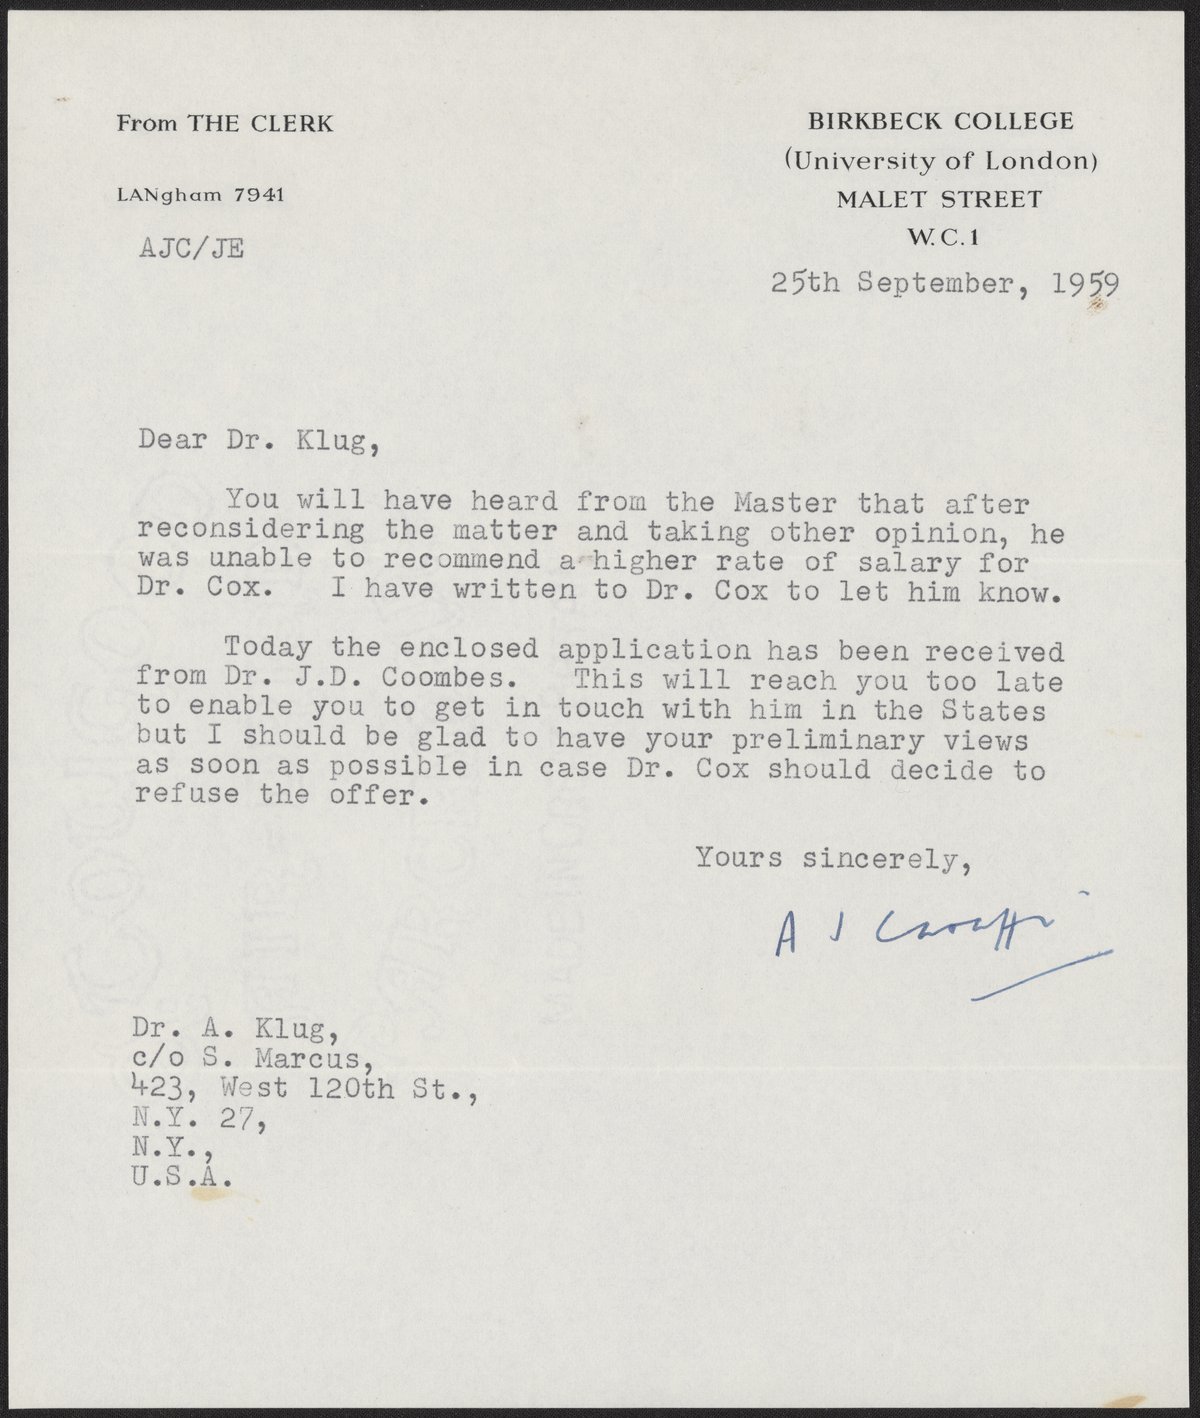 From THE CLERK
BIRKBECK COLLEGE
(University of London)
LANgham 7941
MALET STREET
W.C.1
AJC/JE
25th September, 1959
Dear Dr. Klug,
You will have heard from the Master that after
reconsidering the matter and taking other opinion, he
was unable to recommend a higher rate of salary for
Dr. Cox. I have written to Dr. Cox to let him know.
Today the enclosed application has been received
from Dr. J.D. Coombes. This will reach you too late
to enable you to get in touch with him in the States
but I should be glad to have your preliminary views
as soon as possible in case Dr. Cox should decide to
refuse the offer.
Yours sincerely,
A J
Dr. A. Klug,
c/o S. Marcus,
423, West 120th St.,
N.Y. 27,
N.Y.,
U.S.A.